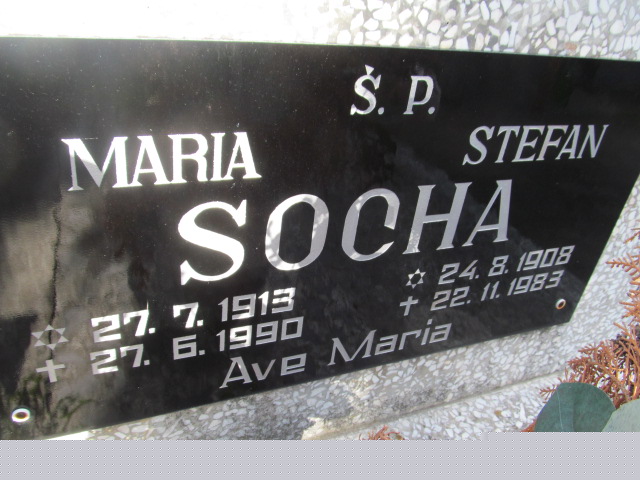 Ś. P.
MARIA STEFAN
SOCHA
✡ 27. 7. 1913 ✡ 24. 8. 1908
+ 27. 6. 1990 + 22. 11. 1983
Ave Maria